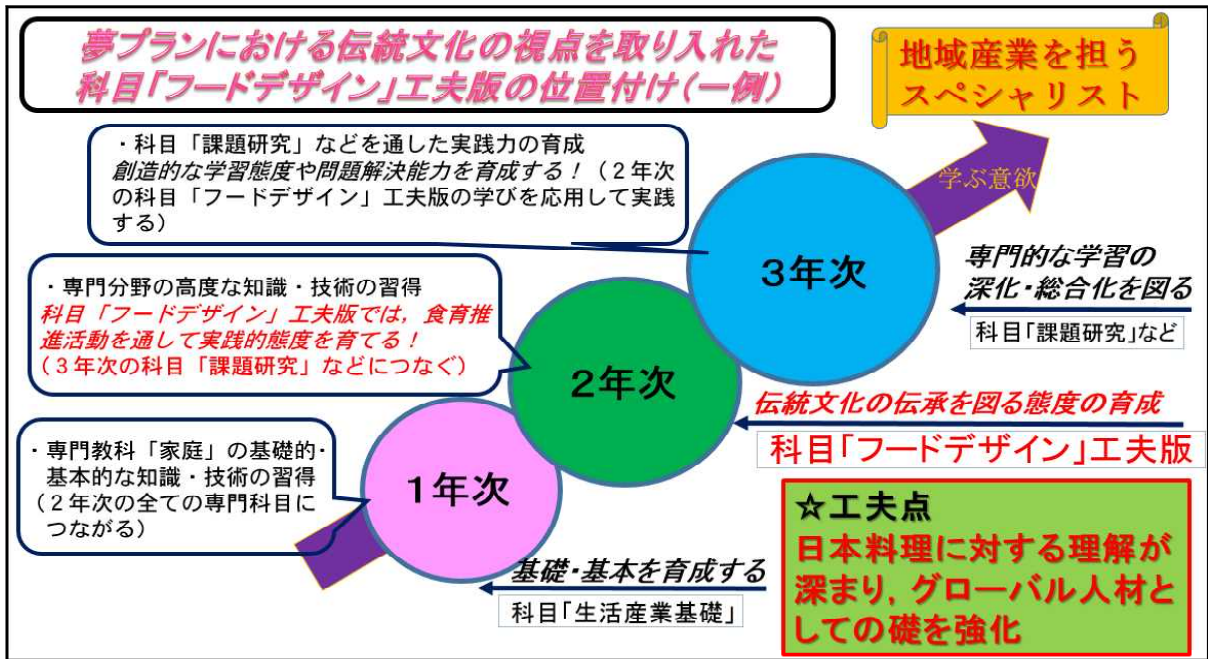 夢プランにおける伝統文化の視点を取り入れた
科目「フードデザイン」工夫版の位置付け(一例)
地域産業を担う
スペシャリスト
・科目「課題研究」などを通した実践力の育成
創造的な学習態度や問題解決能力を育成する!(2年次
の科目「フードデザイン」工夫版の学びを応用して実践
する)
学ぶ意欲
3年次
専門的な学習の
深化・総合化を図る
科目「課題研究」など
・専門分野の高度な知識・技術の習得
科目「フードデザイン」工夫版では,食育推
進活動を通して実践的態度を育てる!
(3年次の科目「課題研究」などにつなぐ)
2年次
伝統文化の伝承を図る態度の育成
科目「フードデザイン」工夫版
・専門教科「家庭」の基礎的・
基本的な知識・技術の習得
(2年次の全ての専門科目に
つながる)
1年次
基礎・基本を育成する
科目「生活産業基礎」
☆工夫点
日本料理に対する理解が
深まり,グローバル人材と
しての礎を強化